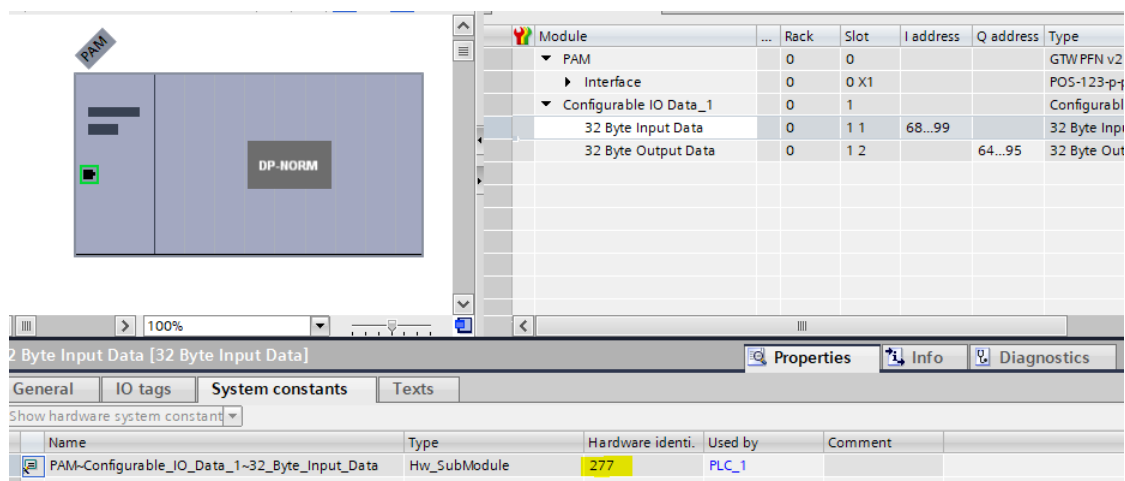 PAM
DP-NORM
100%
Module ... Rack Slot I address Q address Type
PAM 0 0 GTW PFN v2
Interface 0 0 X1 POS-123-p-p
Configurable IO Data_1 0 1 Configurabl
32 Byte Input Data 0 1 1 68...99 32 Byte Inpu
32 Byte Output Data 0 1 2 64...95 32 Byte Out
2 Byte Input Data [32 Byte Input Data]
Properties Info Diagnostics
General IO tags System constants Texts
Show hardware system constant
Name Type Hardware identi. Used by Comment
PAM~Configurable_IO_Data_1~32_Byte_Input_Data Hw_SubModule 277 PLC_1